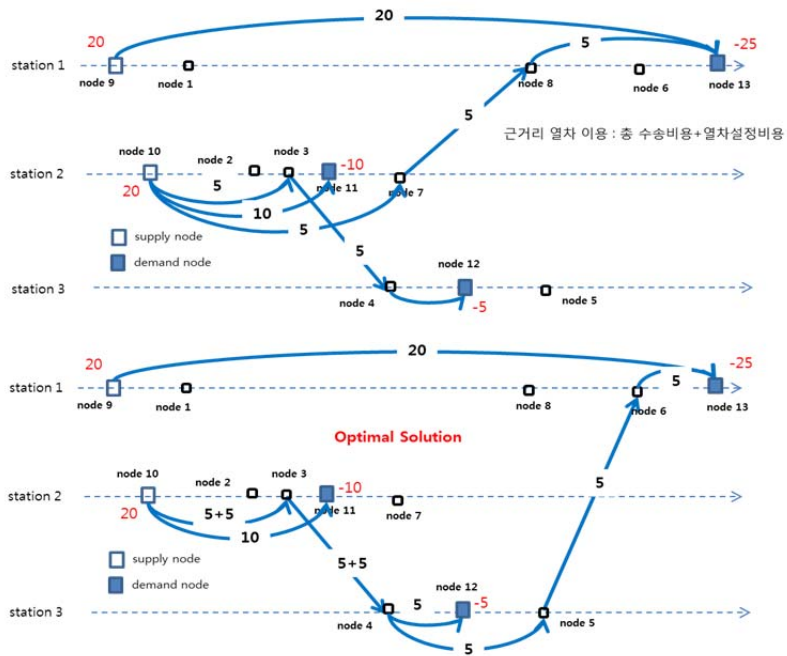 20
20
-25
5
station 1
node 9
node 1
node 8
node 6
node 13
5
근거리 열차 이용 : 총 수송비용+열차설정비용
node 10
node 2
node 3
-10
station 2
20
5
node 11
node 7
10
5
supply node
5
demand node
node 12
station 3
node 4
-5
node 5
20
20
-25
5
station 1
node 9
node 1
node 8
node 6
node 13
Optimal Solution
node 10
node 2
node 3
-10
5
station 2
20
5+5
node 11
node 7
10
supply node
5+5
demand node
node 12
5
-5
station 3
node 4
node 5
5